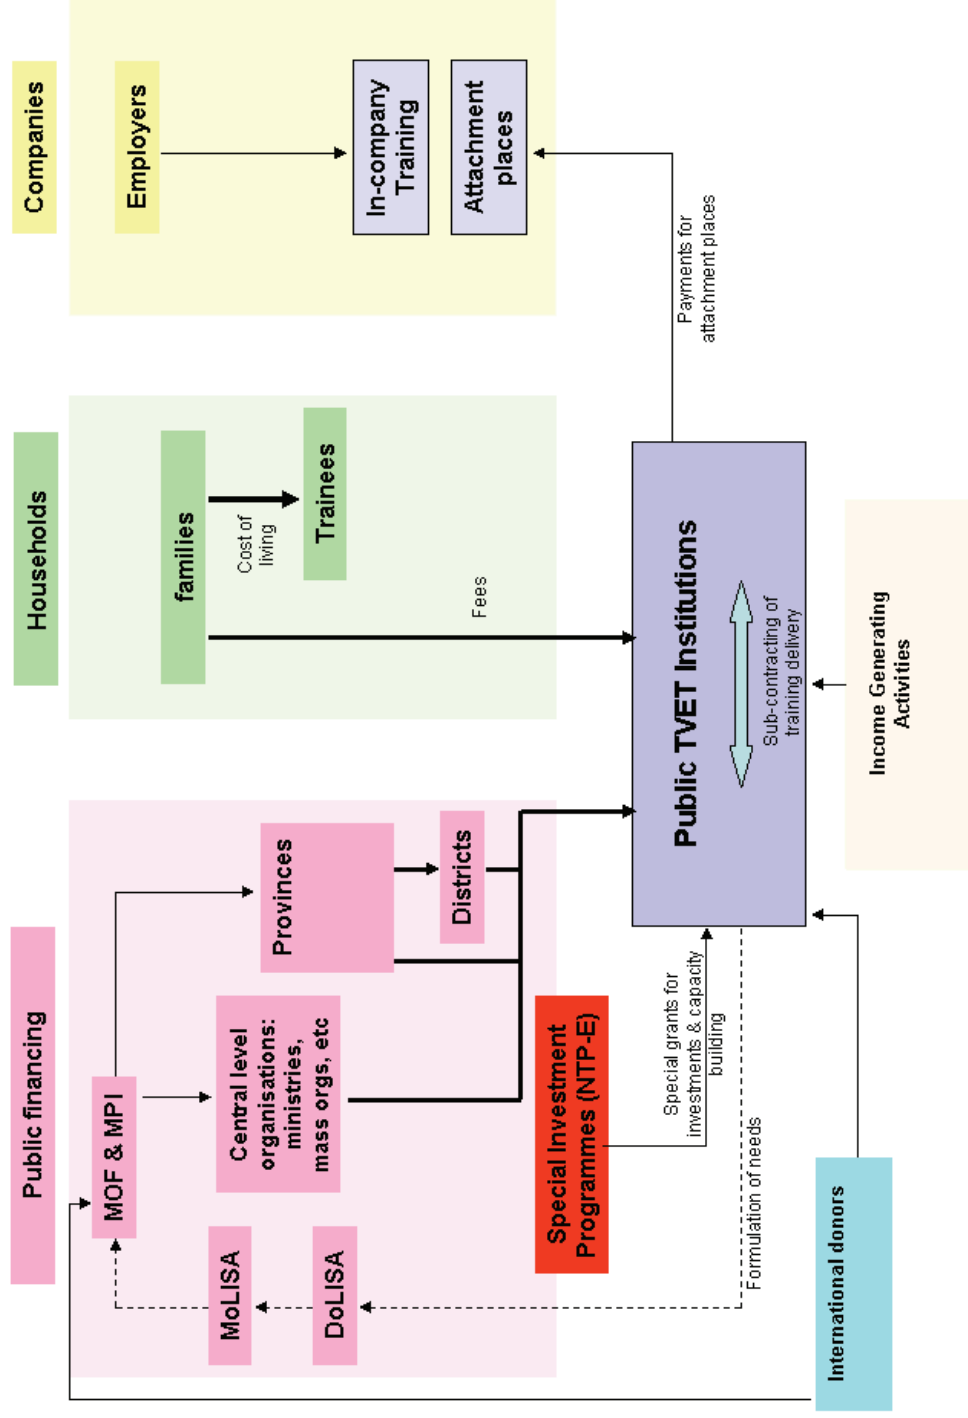 Public financing
Households
Companies
MOF & MPI
MoLISA
DoLISA
Central level
organisations:
ministries,
mass orgs, etc
Provinces
Districts
families
Cost of
living
Trainees
Fees
Employers
In-company
Training
Attachment
places
Special Investment
Programmes (NTP-E)
Special grants for
investments & capacity
building
Formulation of needs
Public TVET Institutions
Sub-contracting of
training delivery
Payments for
attachment places
International donors
Income Generating
Activities